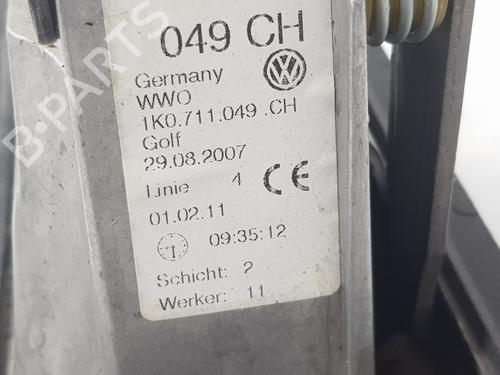 049 CH
Germany
WWO
1K0.711.049 .CH
Golf
29.08.2007
Linie 4 CE
01.02.11
09:35:12
Schicht: 2
Werker: 11
B-PARTS